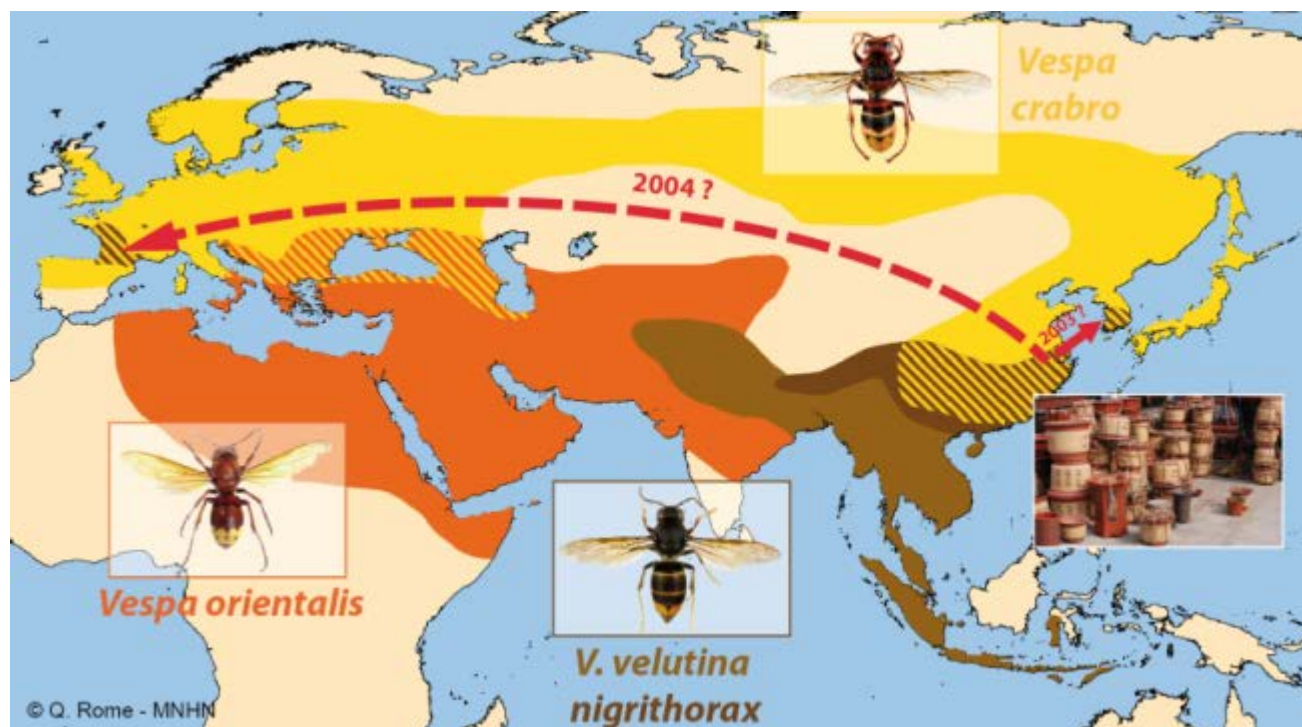 Vespa
crabro
2004 ?
2003 ?
Vespa orientalis
V. velutina
nigrithorax
© Q. Rome - MNHN